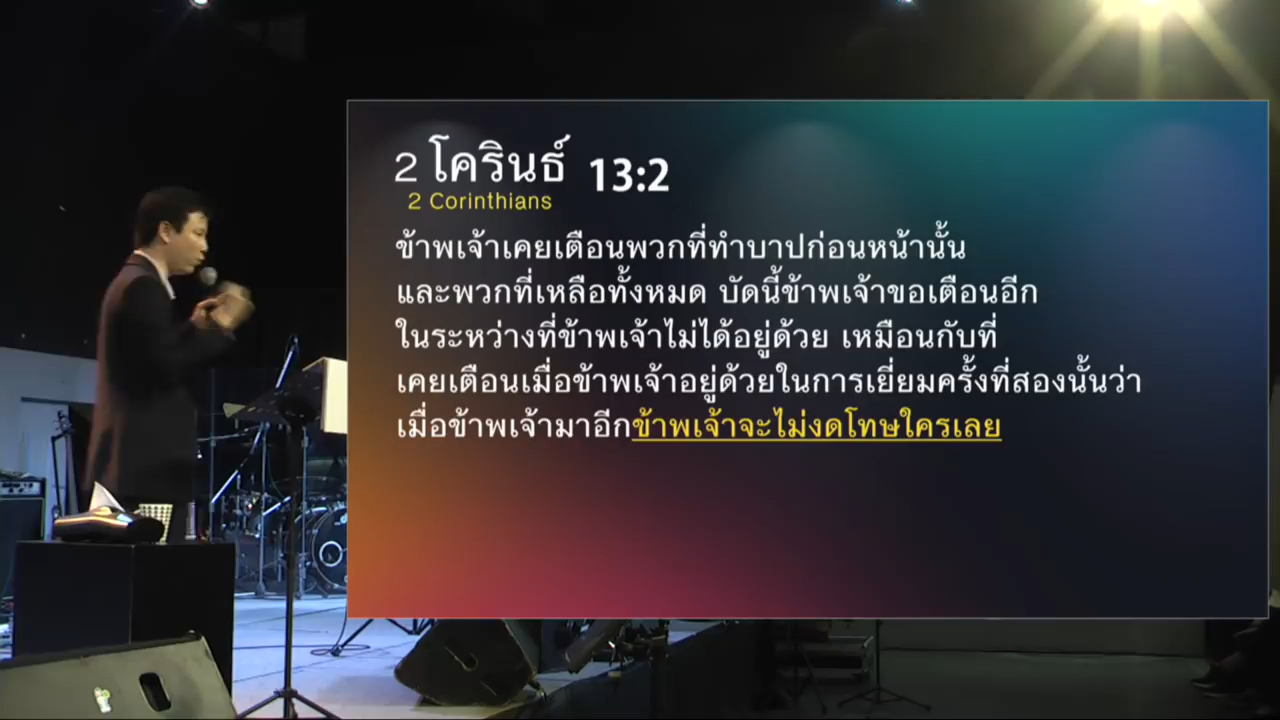 2 โครินธ์ 13:2
2 Corinthians
ข้าพเจ้าเคยเตือนพวกที่ทำบาปก่อนหน้านั้น
และพวกที่เหลือทั้งหมด บัดนี้ข้าพเจ้าขอเตือนอีก
ในระหว่างที่ข้าพเจ้าไม่ได้อยู่ด้วย เหมือนกับที่
เคยเตือนเมื่อข้าพเจ้าอยู่ด้วยในการเยี่ยมครั้งที่สองนั้นว่า
เมื่อข้าพเจ้ามาอีกข้าพเจ้าจะไม่งดโทษใครเลย